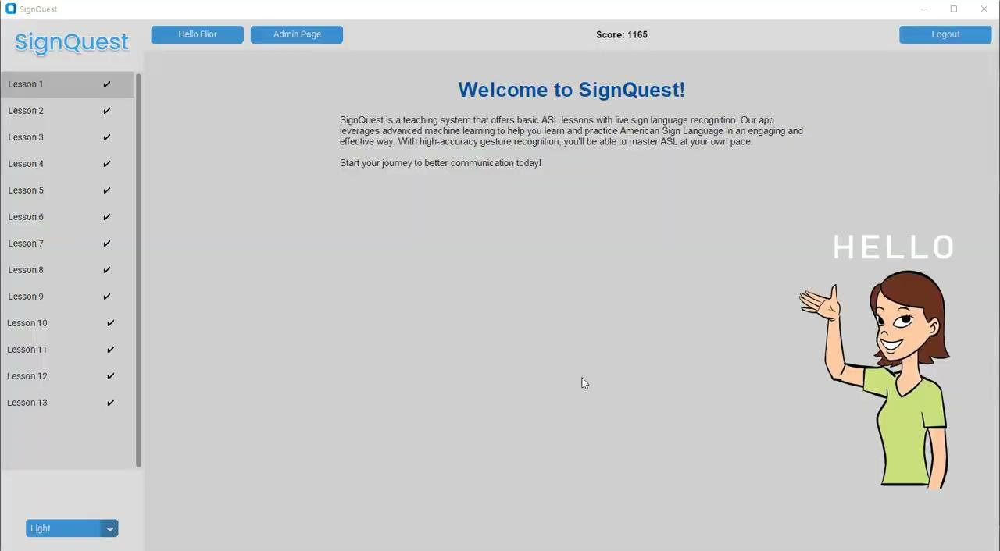 SignQuest
SignQuest
Hello Elior
Admin Page
Score: 1165
Logout
Lesson 1 ✔
Lesson 2 ✔
Lesson 3 ✔
Lesson 4 ✔
Lesson 5 ✔
Lesson 6 ✔
Lesson 7 ✔
Lesson 8 ✔
Lesson 9 ✔
Lesson 10 ✔
Lesson 11 ✔
Lesson 12 ✔
Lesson 13 ✔
Light
Welcome to SignQuest!
SignQuest is a teaching system that offers basic ASL lessons with live sign language recognition. Our app
leverages advanced machine learning to help you learn and practice American Sign Language in an engaging and
effective way. With high-accuracy gesture recognition, you'll be able to master ASL at your own pace.
Start your journey to better communication today!
HELLO